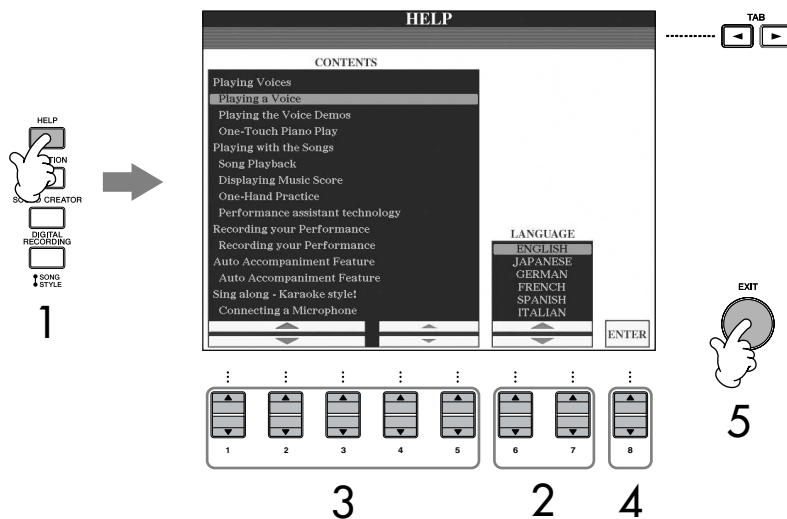 HELP
TAB
CONTENTS
Playing Voices
Playing a Voice
Playing the Voice Demos
One-Touch Piano Play
Playing with the Songs
Song Playback
Displaying Music Score
One-Hand Practice
Performance assistant technology
Recording your Performance
Recording your Performance
Auto Accompaniment Feature
Auto Accompaniment Feature
Sing along - Karaoke style!
Connecting a Microphone
LANGUAGE
ENGLISH
JAPANESE
GERMAN
FRENCH
SPANISH
ITALIAN
ENTER
HELP
CREATOR
DIGITAL
RECORDING
SONG
STYLE
1
EXIT
5
1 2 3 4 5 6 7 8
3 2 4